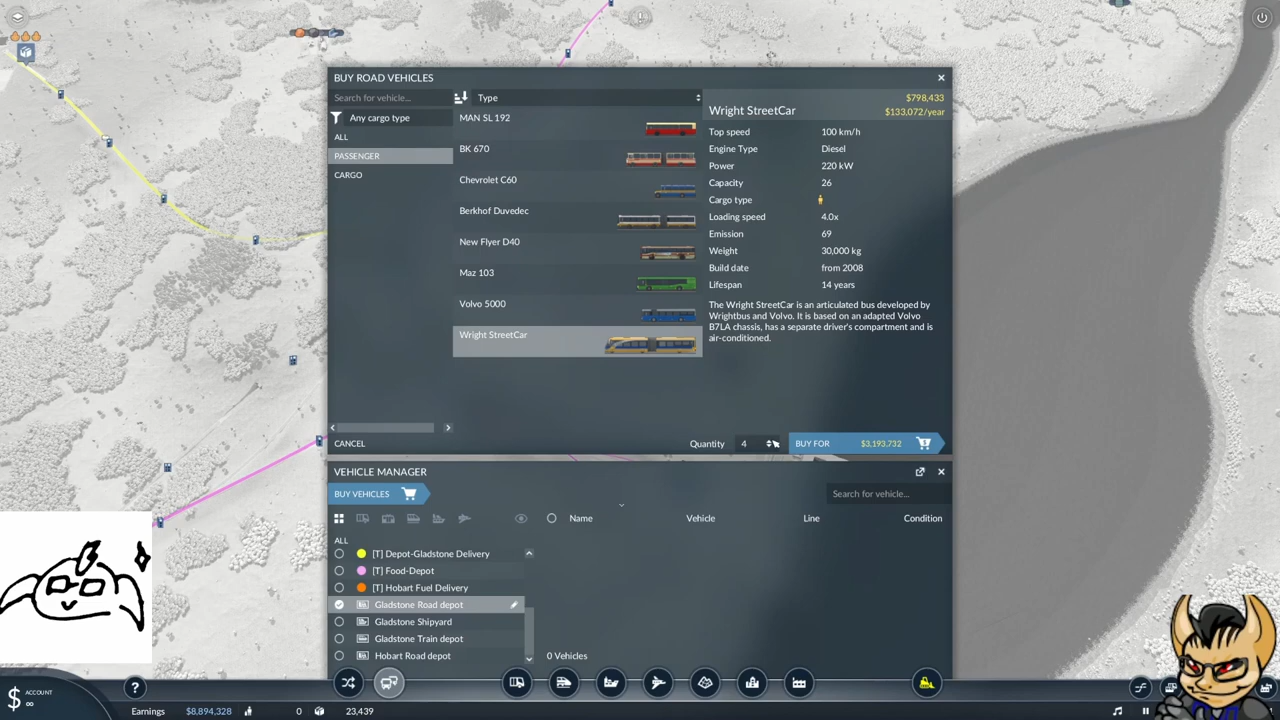 BUY ROAD VEHICLES
Search for vehicle...
Type
Any cargo type
ALL
PASSENGER
CARGO
MAN SL 192
BK 670
Chevrolet C60
Berkhof Duvedec
New Flyer D40
Maz 103
Volvo 5000
Wright StreetCar
Wright StreetCar
$798,433
$133,072/year
Top speed 100 km/h
Engine Type Diesel
Power 220 kW
Capacity 26
Cargo type
Loading speed 4.0x
Emission 69
Weight 30,000 kg
Build date from 2008
Lifespan 14 years
The Wright StreetCar is an articulated bus developed by
Wrightbus and Volvo. It is based on an adapted Volvo
B7LA chassis, has a separate driver's compartment and is
air-conditioned.
CANCEL
Quantity 4
BUY FOR $3,193,732
VEHICLE MANAGER
BUY VEHICLES
Search for vehicle...
Name Vehicle Line Condition
ALL
[T] Depot-Gladstone Delivery
[T] Food-Depot
[T] Hobart Fuel Delivery
Gladstone Road depot
Gladstone Shipyard
Gladstone Train depot
Hobart Road depot
0 Vehicles
$ ACCOUNT
∞
?
Earnings $8,894,328 0 23,439